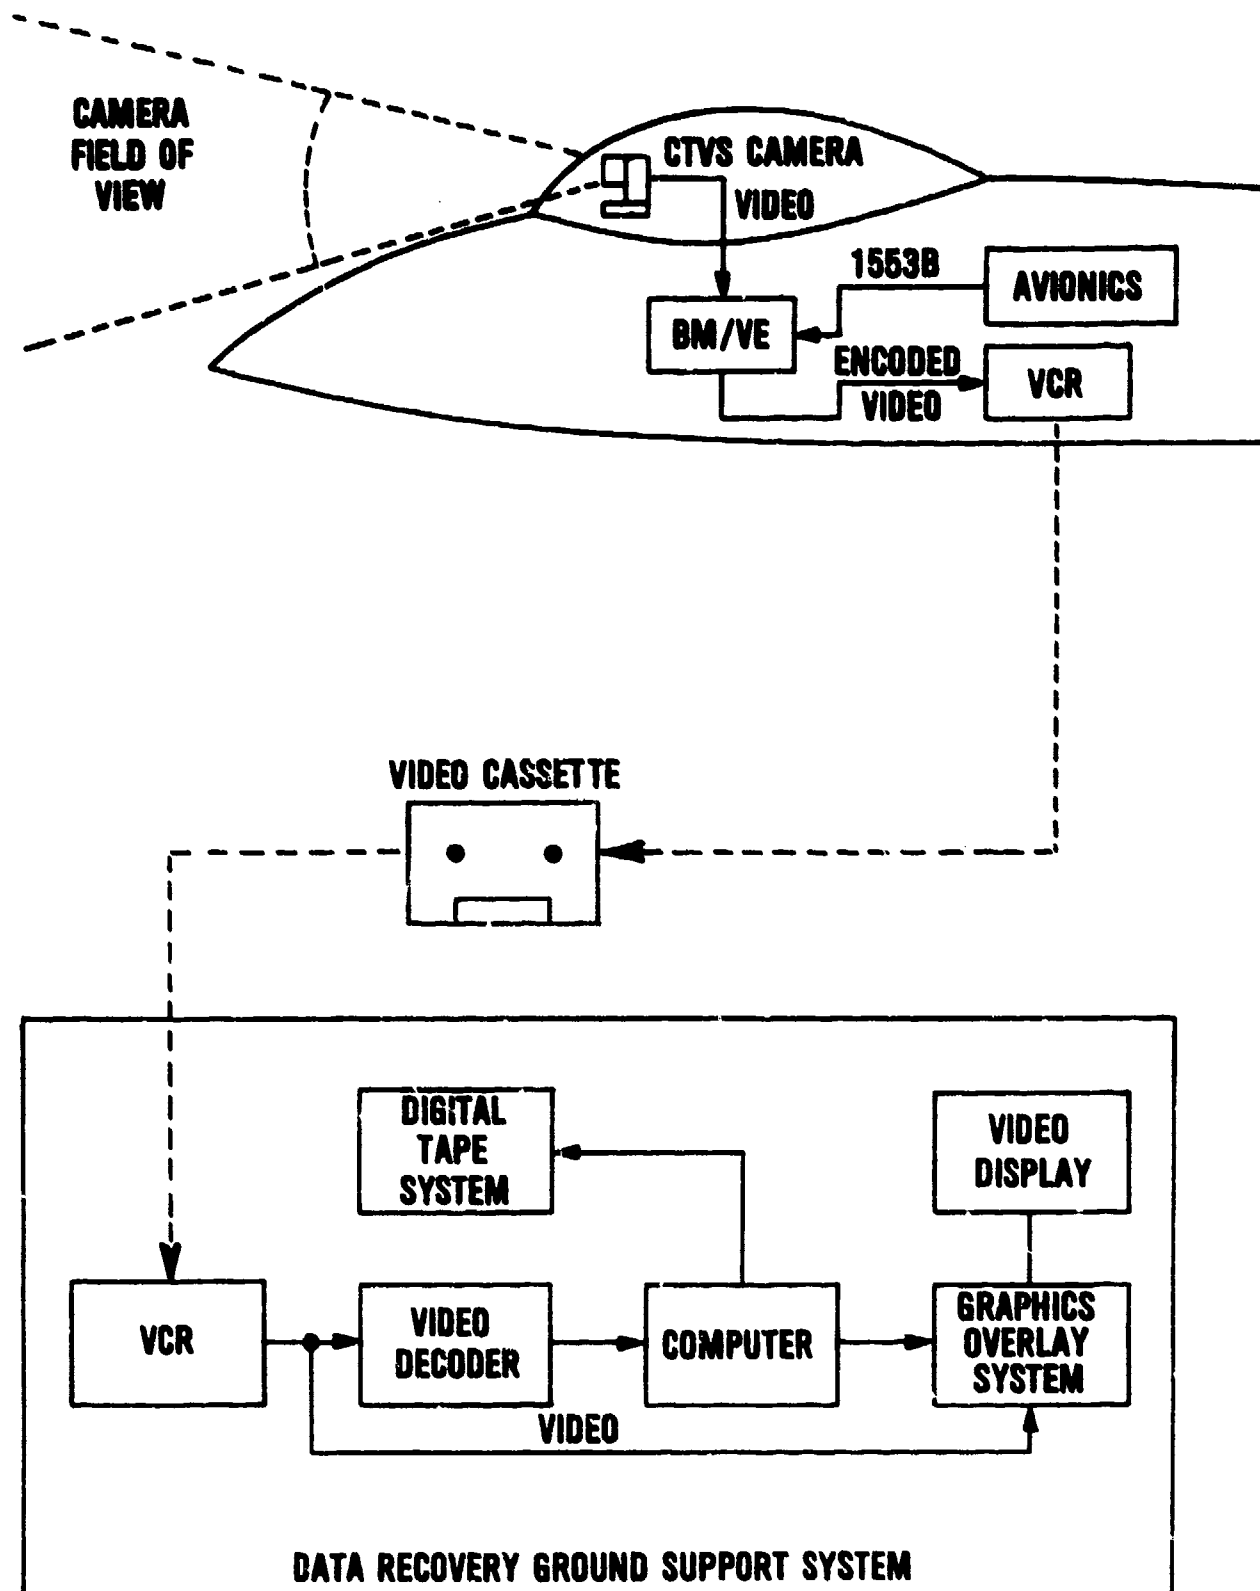 CAMERA
FIELD OF
VIEW
CTVS CAMERA
VIDEO
1553B
AVIONICS
BM/VE
ENCODED
VIDEO
VCR
VIDEO CASSETTE
DIGITAL
TAPE
SYSTEM
VIDEO
DISPLAY
VCR
VIDEO
DECODER
COMPUTER
GRAPHICS
OVERLAY
SYSTEM
VIDEO
DATA RECOVERY GROUND SUPPORT SYSTEM